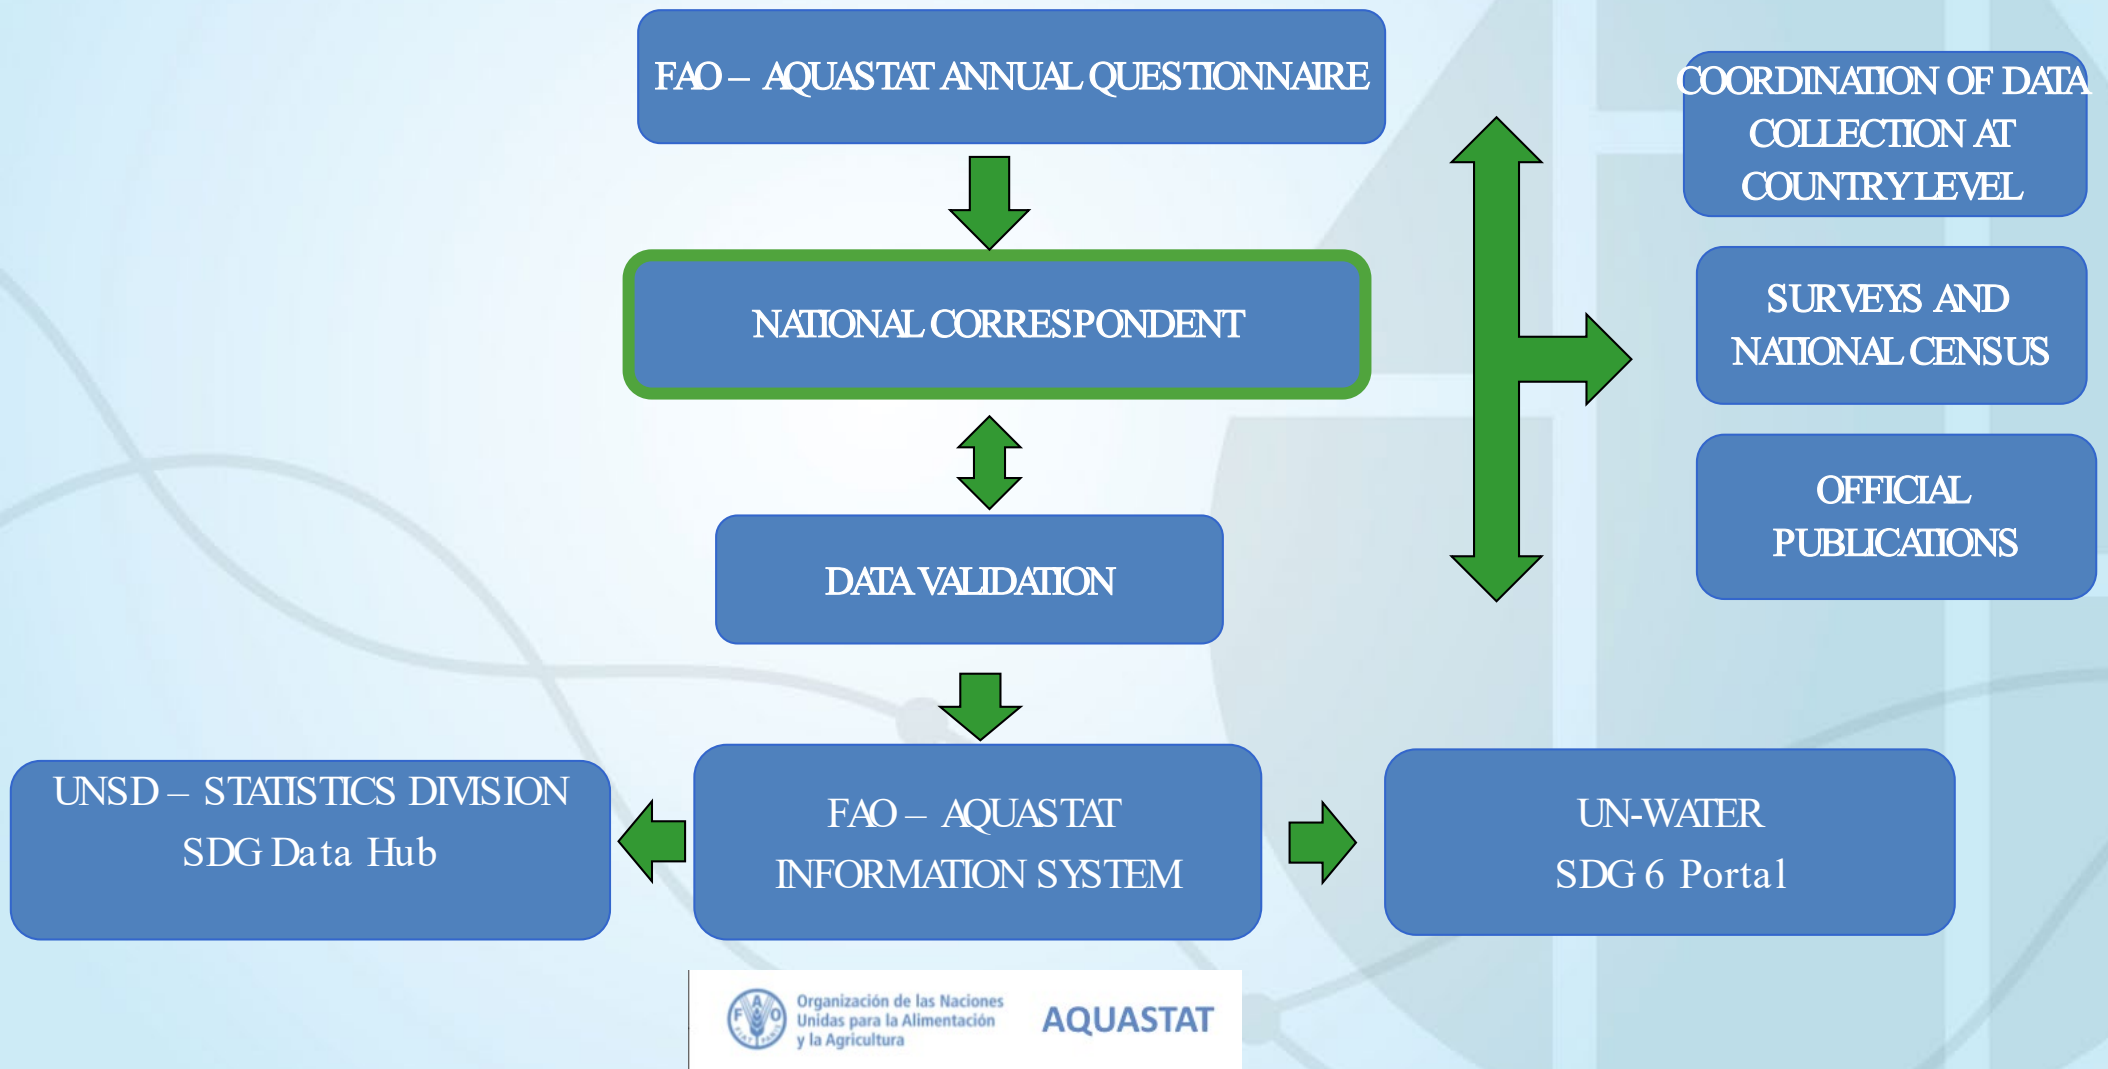 FAO – AQUASTAT ANNUAL QUESTIONNAIRE
COORDINATION OF DATA
COLLECTION AT
COUNTRY LEVEL
NATIONAL CORRESPONDENT
SURVEYS AND
NATIONAL CENSUS
OFFICIAL
PUBLICATIONS
DATA VALIDATION
UNSD – STATISTICS DIVISION
SDG Data Hub
FAO – AQUASTAT
INFORMATION SYSTEM
UN-WATER
SDG 6 Portal
FAO
Organización de las Naciones
Unidas para la Alimentación
y la Agricultura
AQUASTAT